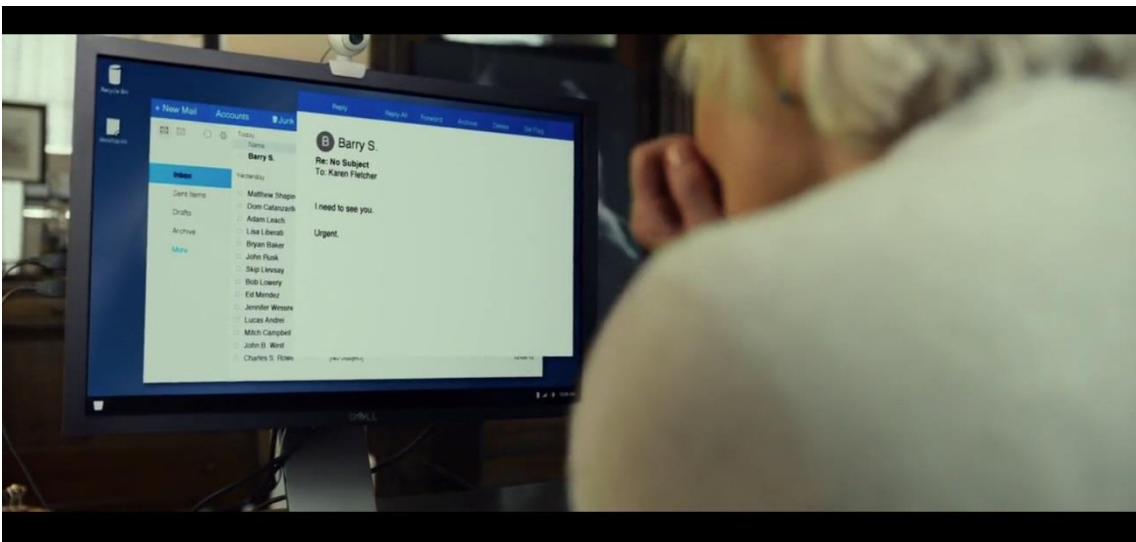 Recycle Bin
+ New Mail Accounts Junk
Inbox
Sent Items
Drafts
Archive
More
Today
Name
Barry S.
Yesterday
Matthew Shapir
Dom Catanzarit
Adam Leach
Lisa Liberati
Bryan Baker
John Rusk
Skip Lievsay
Bob Lowery
Ed Mendez
Jennifer Wessne
Lucas Andrei
Mitch Campbell
John B. West
Charles S. Rowe
Reply Reply All Forward Archive Delete Set Flag
B Barry S.
Re: No Subject
To: Karen Fletcher
I need to see you.
Urgent.
DELL